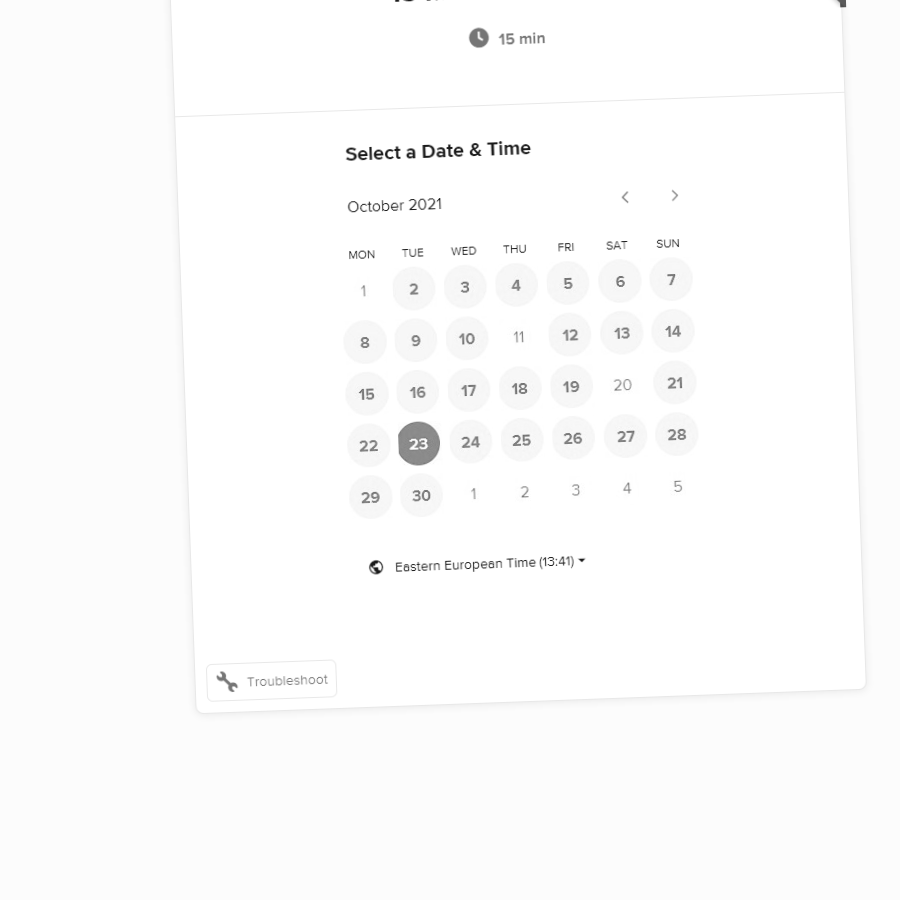 15 min
Select a Date & Time
October 2021
MON TUE WED THU FRI SAT SUN
1 2 3 4 5 6 7
8 9 10 11 12 13 14
15 16 17 18 19 20 21
22 23 24 25 26 27 28
29 30 1 2 3 4 5
Eastern European Time (13:41)
Troubleshoot